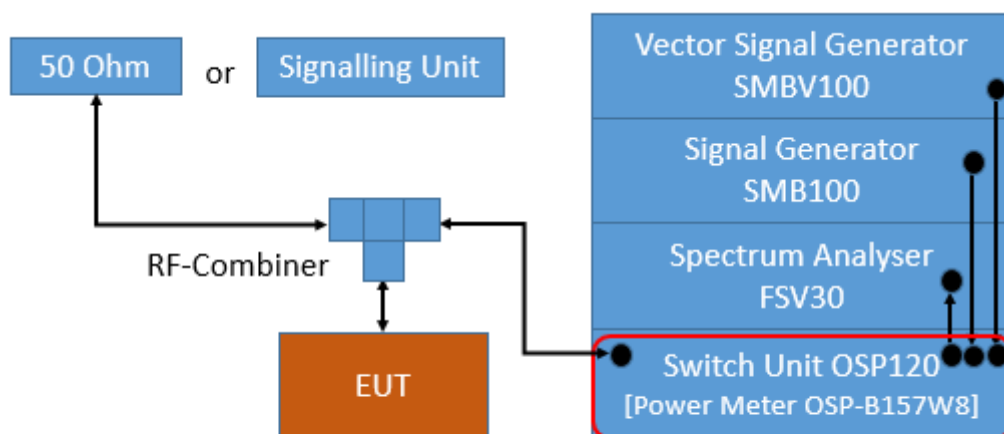 50 Ohm
or
Signalling Unit
Vector Signal Generator
SMBV100
Signal Generator
SMB100
RF-Combiner
Spectrum Analyser
FSV30
EUT
Switch Unit OSP120
[Power Meter OSP-B157W8]